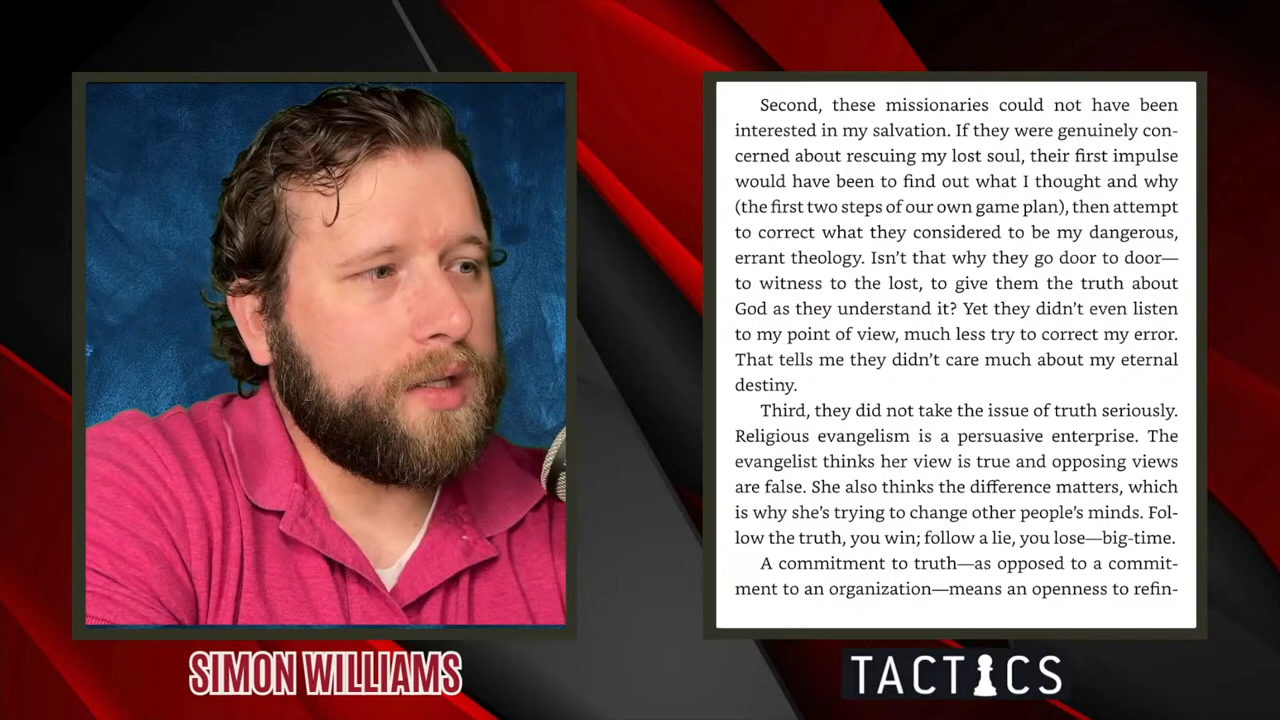 Second, these missionaries could not have been
interested in my salvation. If they were genuinely con-
cerned about rescuing my lost soul, their first impulse
would have been to find out what I thought and why
(the first two steps of our own game plan), then attempt
to correct what they considered to be my dangerous,
errant theology. Isn’t that why they go door to door—
to witness to the lost, to give them the truth about
God as they understand it? Yet they didn’t even listen
to my point of view, much less try to correct my error.
That tells me they didn’t care much about my eternal
destiny.
Third, they did not take the issue of truth seriously.
Religious evangelism is a persuasive enterprise. The
evangelist thinks her view is true and opposing views
are false. She also thinks the difference matters, which
is why she’s trying to change other people’s minds. Fol-
low the truth, you win; follow a lie, you lose—big-time.
A commitment to truth—as opposed to a commit-
ment to an organization—means an openness to refin-
SIMON WILLIAMS
TACTICS